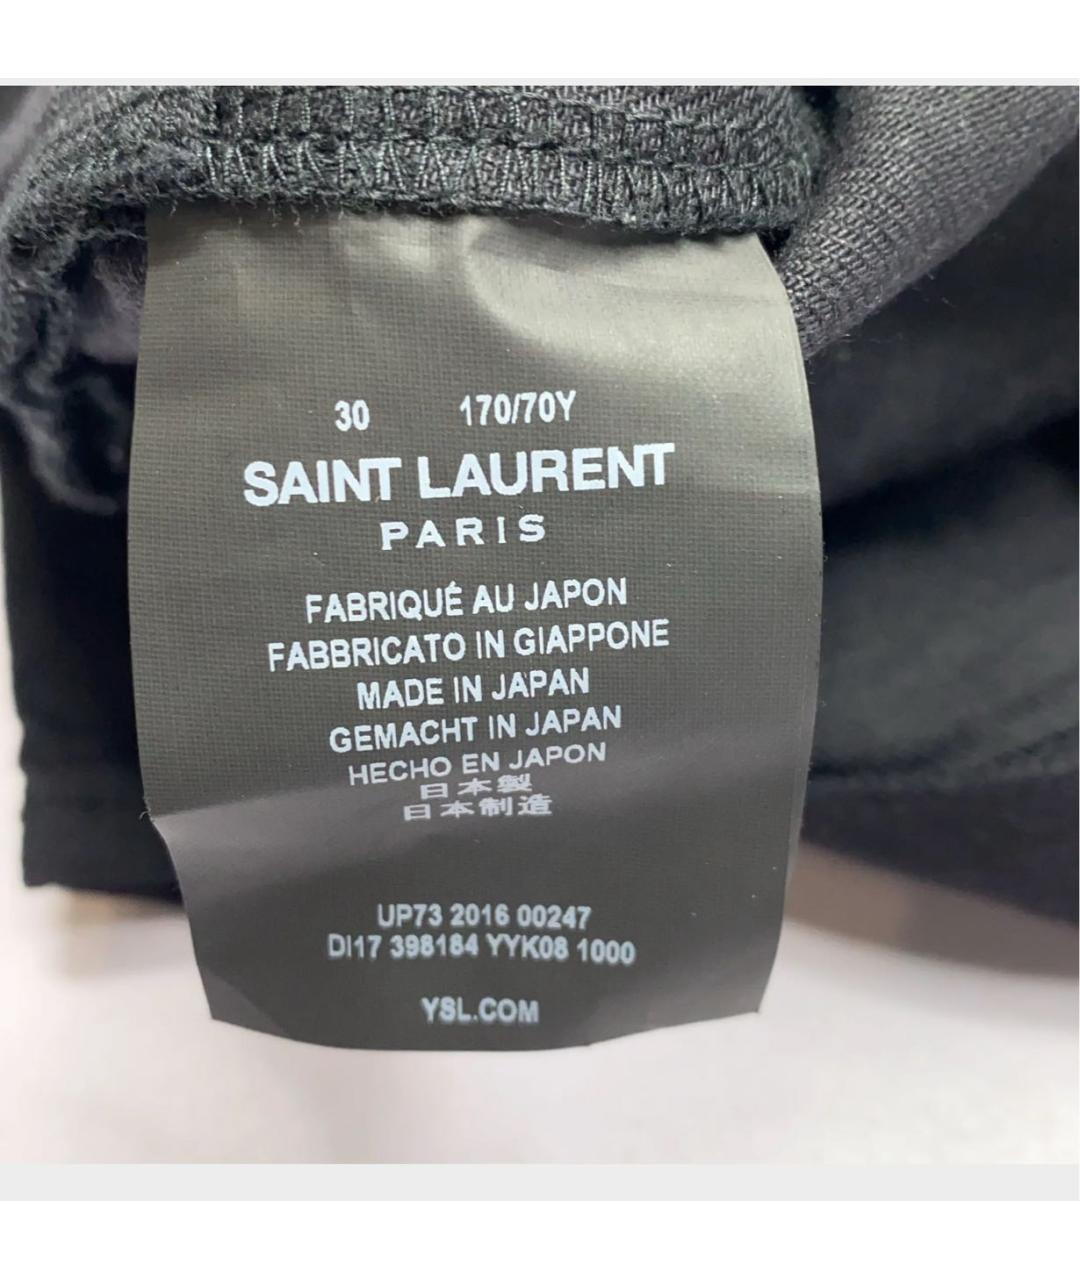 30 170/70Y
SAINT LAURENT
PARIS
FABRIQUÉ AU JAPON
FABBRICATO IN GIAPPONE
MADE IN JAPAN
GEMACHT IN JAPAN
HECHO EN JAPON
日本製
日本制造
UP73 2016 00247
DI17 398184 YYK08 1000
YSL.COM